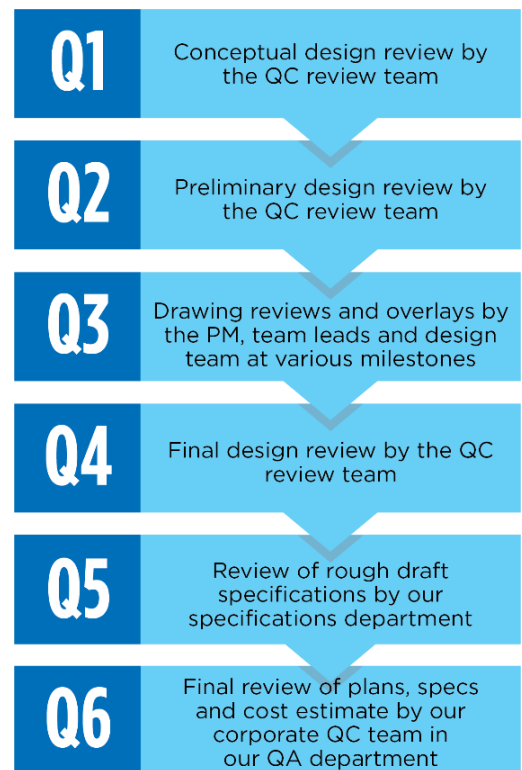 Q1
Conceptual design review by
the QC review team
Q2
Preliminary design review by
the QC review team
Q3
Drawing reviews and overlays by
the PM, team leads and design
team at various milestones
Q4
Final design review by the QC
review team
Q5
Review of rough draft
specifications by our
specifications department
Q6
Final review of plans, specs
and cost estimate by our
corporate QC team in
our QA department